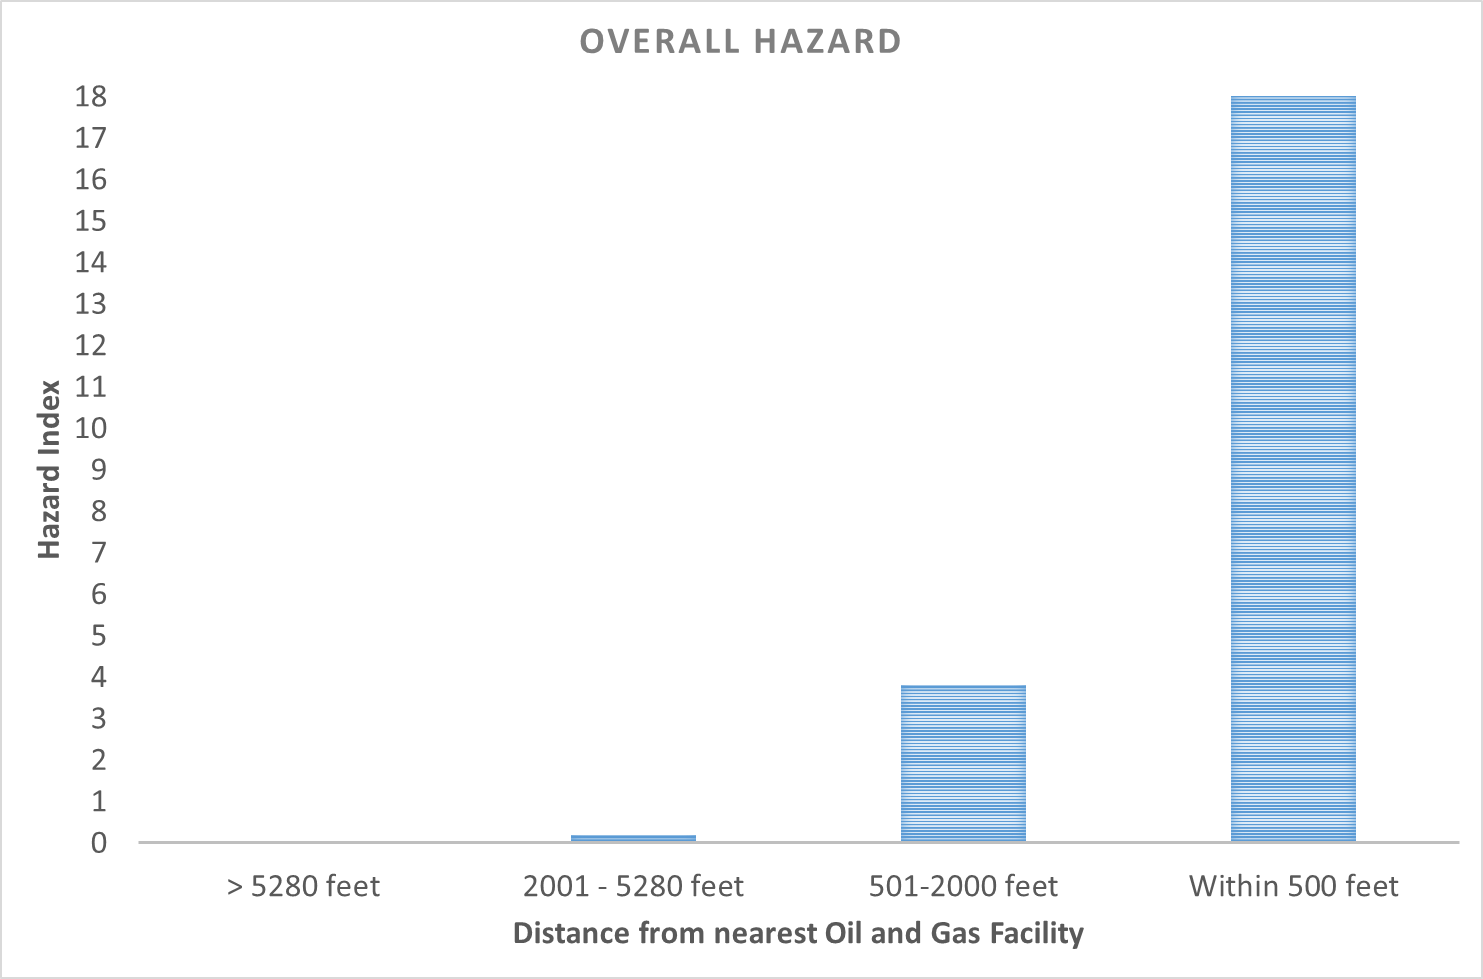 OVERALL HAZARD
18
17
16
15
14
13
12
11
10
9
8
7
6
5
4
3
2
1
0
Hazard Index
> 5280 feet
2001 - 5280 feet
501-2000 feet
Within 500 feet
Distance from nearest Oil and Gas Facility